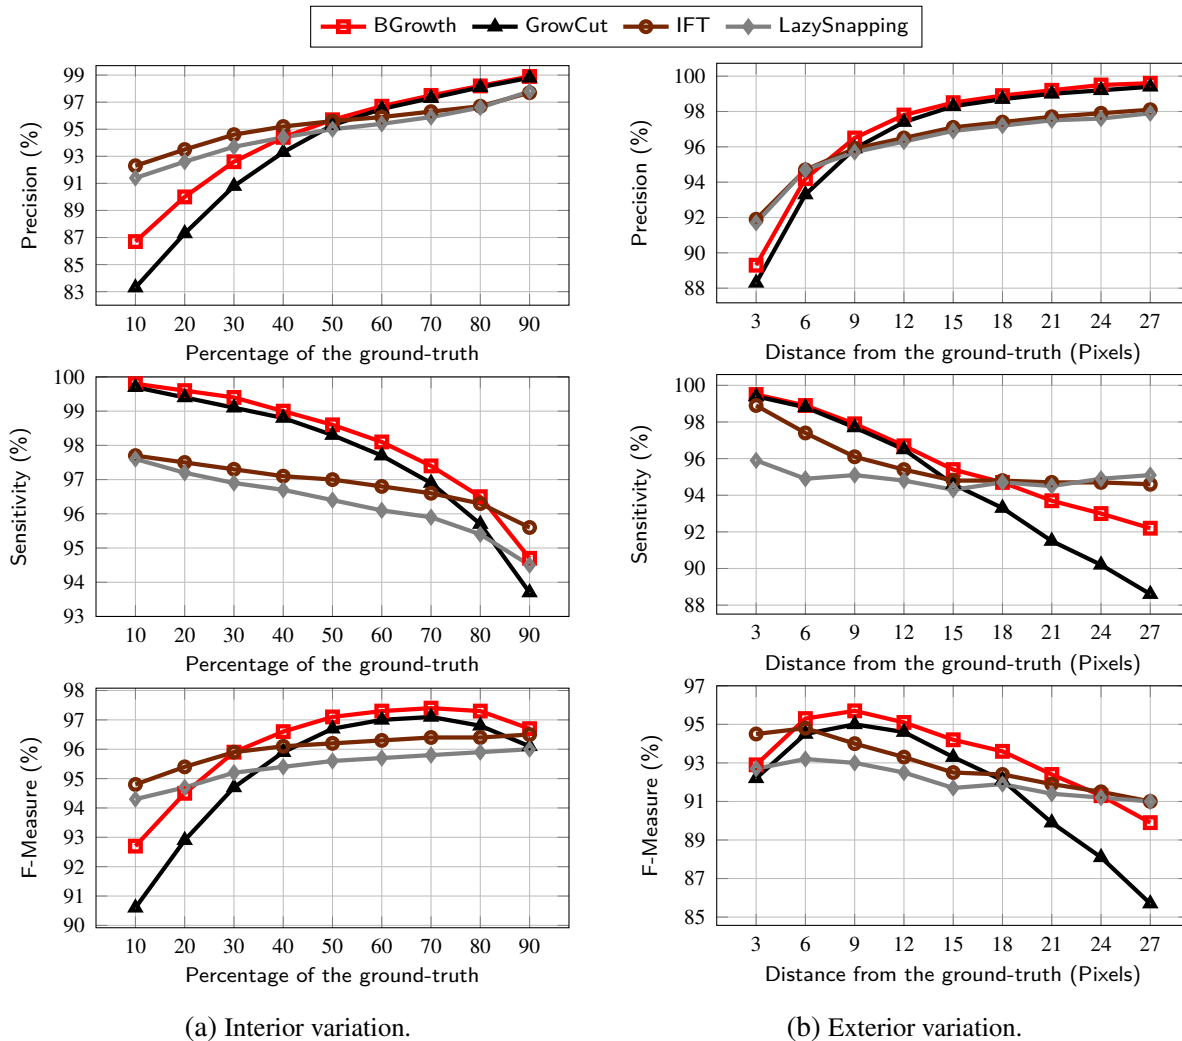 BGrowth GrowCut IFT LazySnapping
Precision (%)
99
97
95
93
91
89
87
85
83
10 20 30 40 50 60 70 80 90
Percentage of the ground-truth
Precision (%)
100
98
96
94
92
90
88
3 6 9 12 15 18 21 24 27
Distance from the ground-truth (Pixels)
Sensitivity (%)
100
99
98
97
96
95
94
93
10 20 30 40 50 60 70 80 90
Percentage of the ground-truth
Sensitivity (%)
100
98
96
94
92
90
88
3 6 9 12 15 18 21 24 27
Distance from the ground-truth (Pixels)
F-Measure (%)
98
97
96
95
94
93
92
91
90
10 20 30 40 50 60 70 80 90
Percentage of the ground-truth
F-Measure (%)
97
95
93
91
89
87
85
3 6 9 12 15 18 21 24 27
Distance from the ground-truth (Pixels)
(a) Interior variation.
(b) Exterior variation.